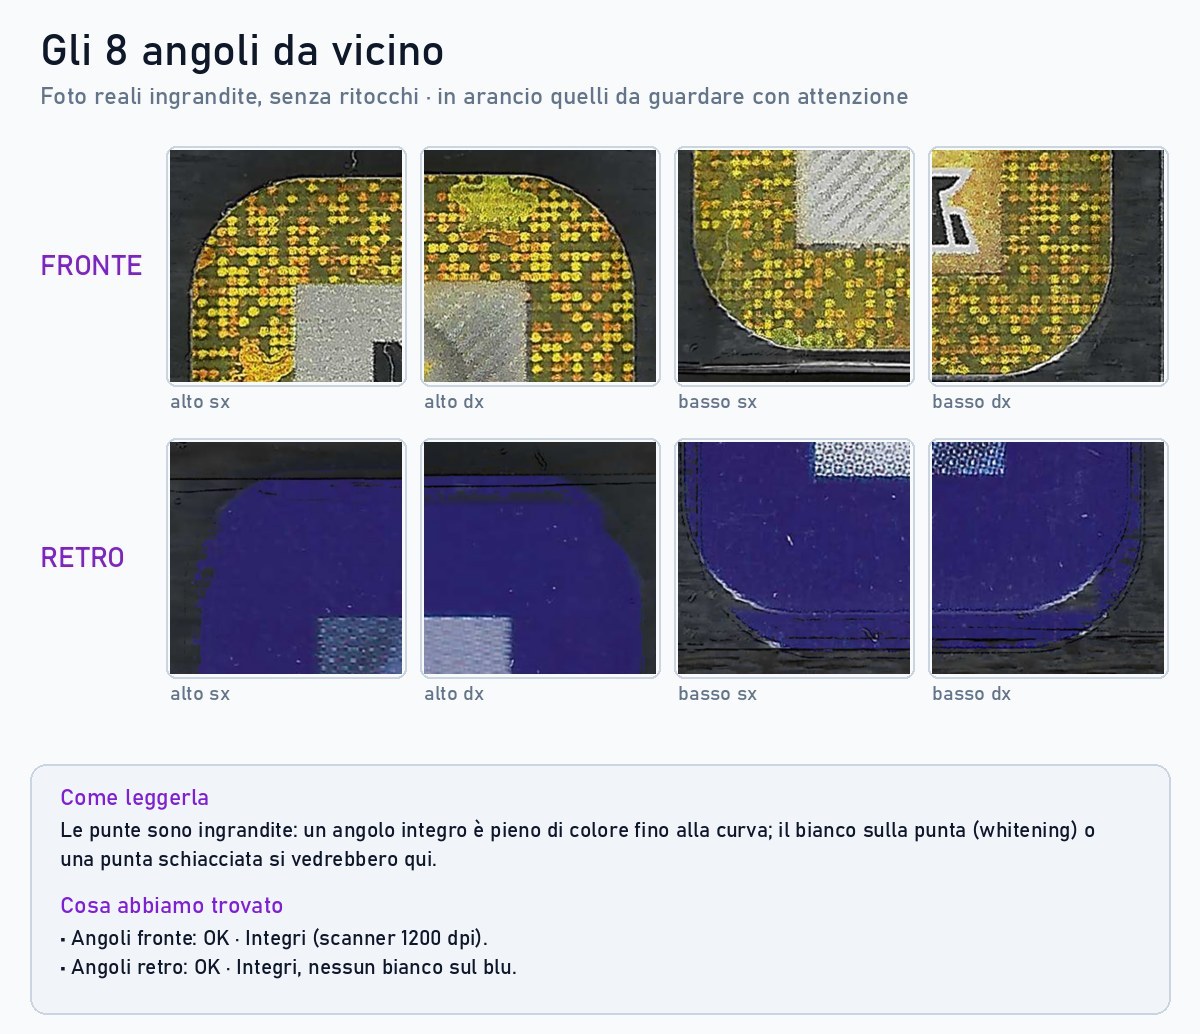 Gli 8 angoli da vicino
Foto reali ingrandite, senza ritocchi · in arancio quelli da guardare con attenzione
FRONTE
alto sx
alto dx
basso sx
basso dx
RETRO
alto sx
alto dx
basso sx
basso dx
Come leggerla
Le punte sono ingrandite: un angolo integro è pieno di colore fino alla curva; il bianco sulla punta (whitening) o
una punta schiacciata si vedrebbero qui.
Cosa abbiamo trovato
• Angoli fronte: OK · Integri (scanner 1200 dpi).
• Angoli retro: OK · Integri, nessun bianco sul blu.